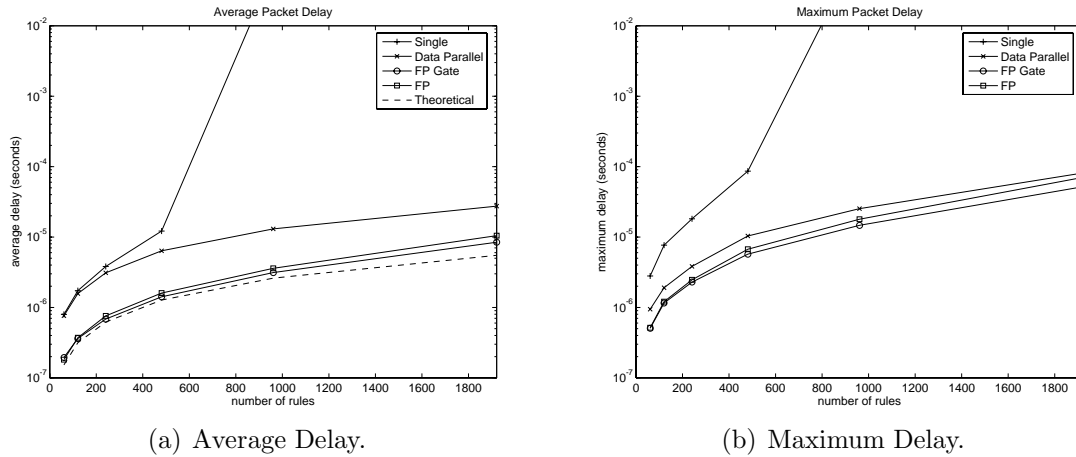 Average Packet Delay
10^-2
10^-3
10^-4
10^-5
10^-6
10^-7
average delay (seconds)
Single
Data Parallel
FP Gate
FP
Theoretical
0 200 400 600 800 1000 1200 1400 1600 1800
number of rules
(a) Average Delay.
Maximum Packet Delay
10^-2
10^-3
10^-4
10^-5
10^-6
10^-7
maximum delay (seconds)
Single
Data Parallel
FP Gate
FP
0 200 400 600 800 1000 1200 1400 1600 1800
number of rules
(b) Maximum Delay.